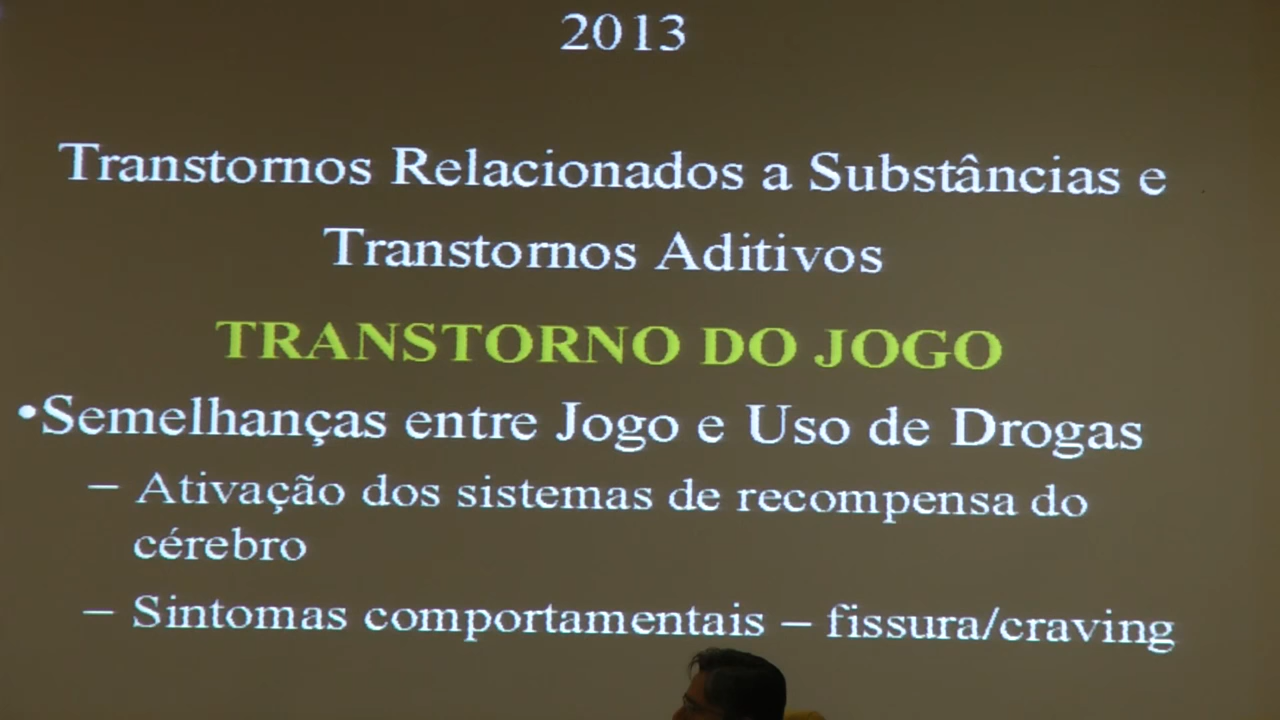 2013
Transtornos Relacionados a Substâncias e
Transtornos Aditivos
TRANSTORNO DO JOGO
•Semelhanças entre Jogo e Uso de Drogas
– Ativação dos sistemas de recompensa do
cérebro
– Sintomas comportamentais – fissura/craving